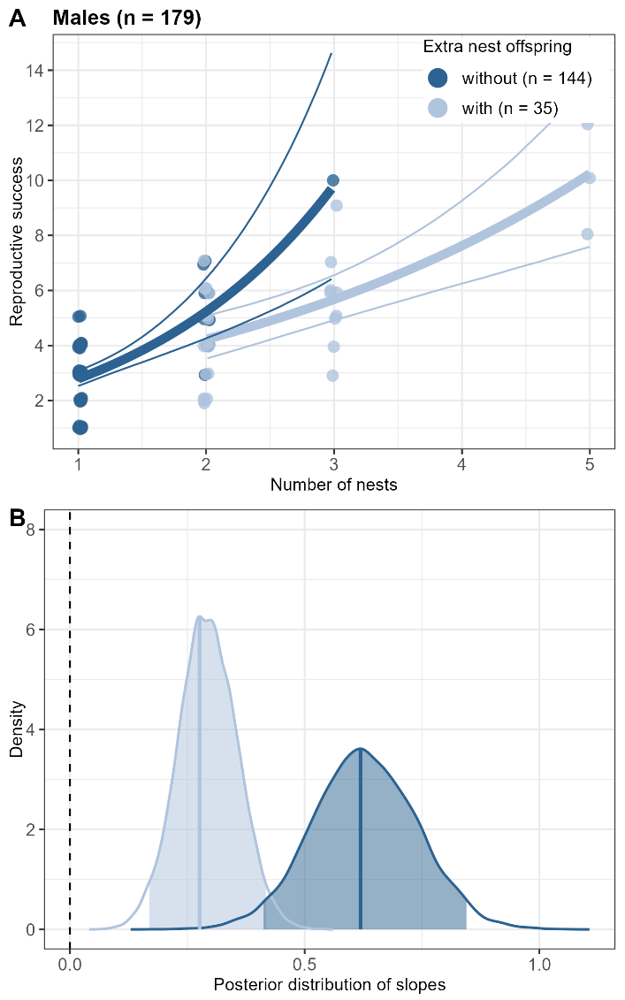 A Males (n = 179)
Extra nest offspring
without (n = 144)
with (n = 35)
14
12
10
8
6
4
2
Reproductive success
1 2 3 4 5
Number of nests
B
8
6
4
2
0
Density
0.0 0.5 1.0
Posterior distribution of slopes